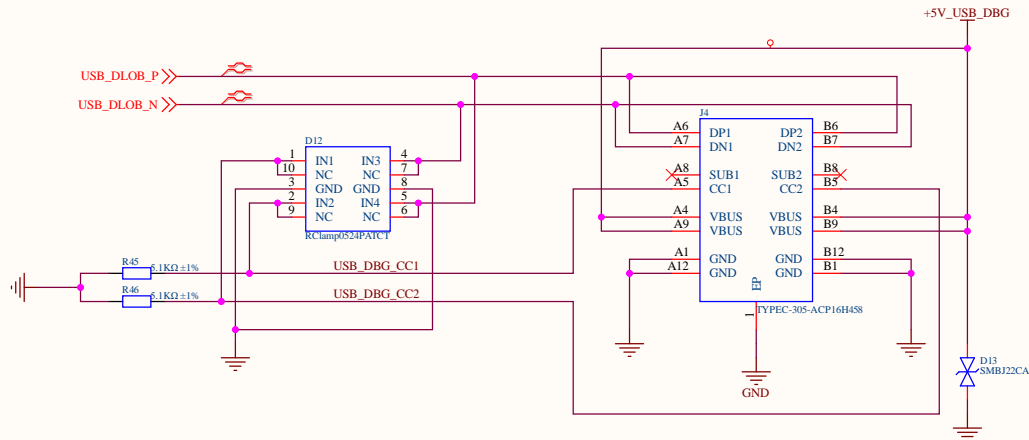 +5V_USB_DBG
USB_DLOB_P
USB_DLOB_N
D12
1 IN1 IN3 4
10 NC NC 7
3 GND GND 8
2 IN2 IN4 5
9 NC NC 6
RClamp0524PATCT
J4
A6 DP1 DP2 B6
A7 DN1 DN2 B7
A8 SUB1 SUB2 B8
A5 CC1 CC2 B5
A4 VBUS VBUS B4
A9 VBUS VBUS B9
A1 GND GND B12
A12 GND GND B1
EP
1
TYPEC-305-ACP16H458
R45
5.1KΩ ±1%
USB_DBG_CC1
R46
5.1KΩ ±1%
USB_DBG_CC2
D13
SMBJ22CA
GND